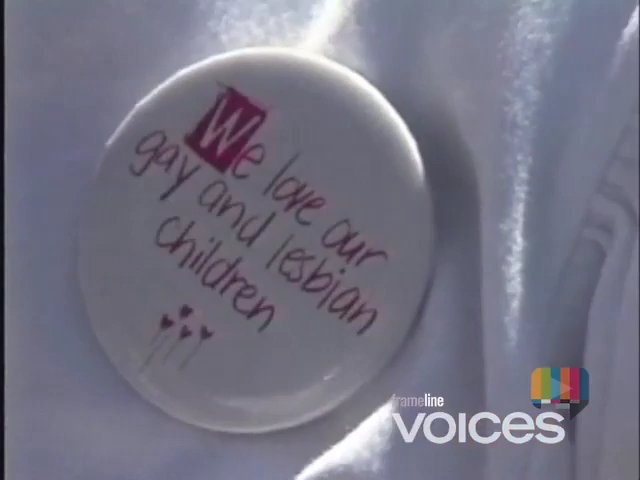 We love our
gay and lesbian
children
frameline
VOICES